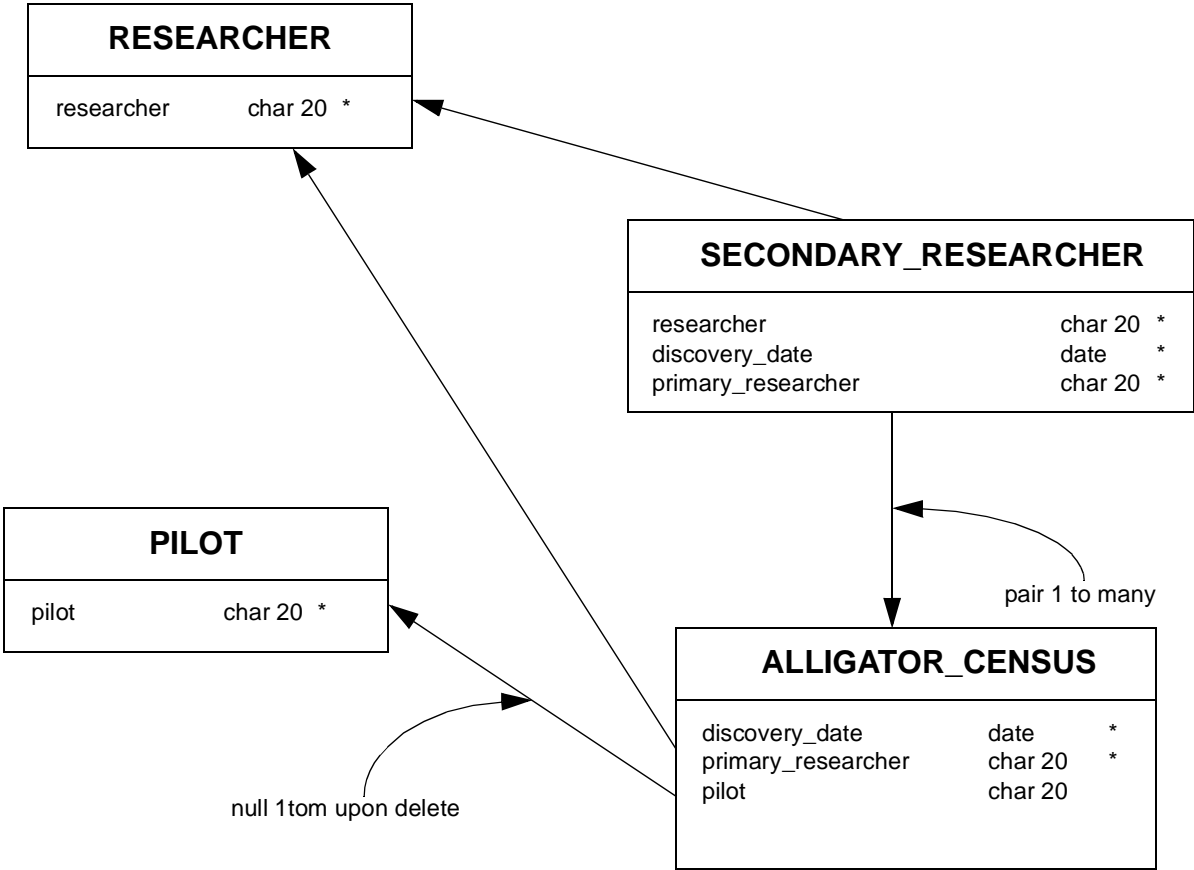 RESEARCHER
researcher char 20 *
SECONDARY_RESEARCHER
researcher char 20 *
discovery_date date *
primary_researcher char 20 *
PILOT
pilot char 20 *
pair 1 to many
ALLIGATOR_CENSUS
discovery_date date *
primary_researcher char 20 *
pilot char 20
null 1tom upon delete